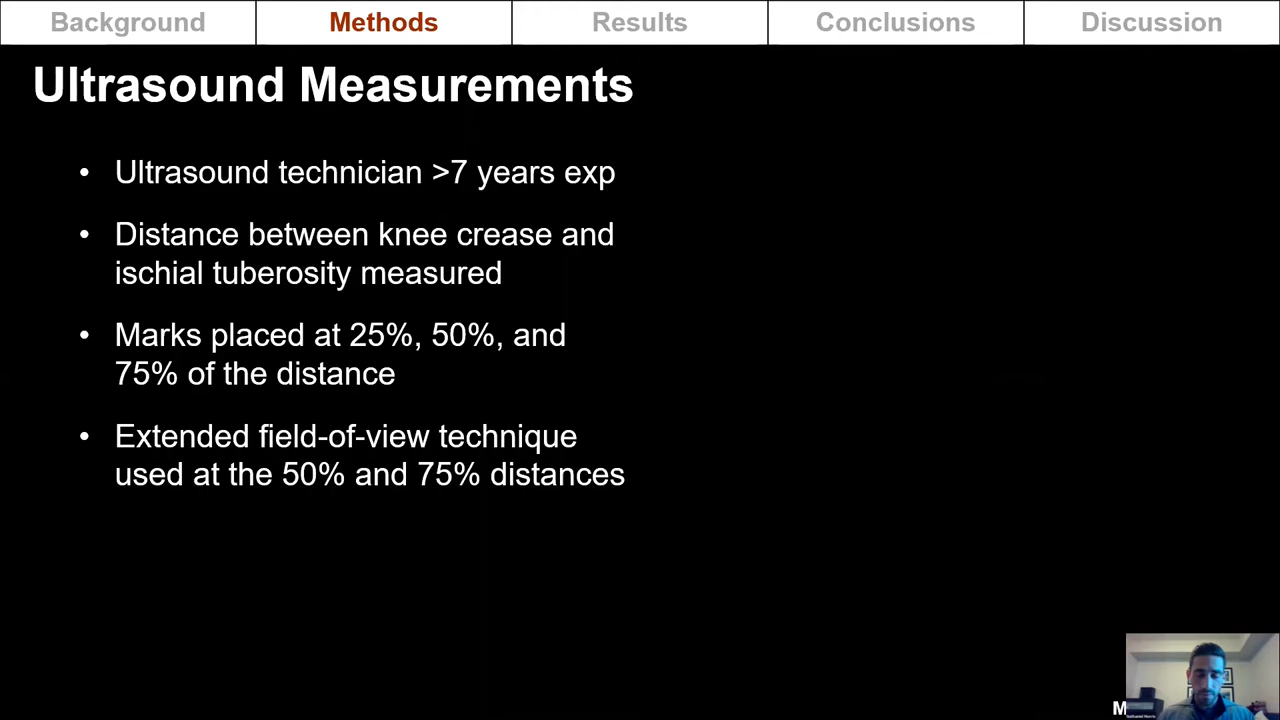 Background Methods Results Conclusions Discussion
Ultrasound Measurements
• Ultrasound technician >7 years exp
• Distance between knee crease and
ischial tuberosity measured
• Marks placed at 25%, 50%, and
75% of the distance
• Extended field-of-view technique
used at the 50% and 75% distances
M